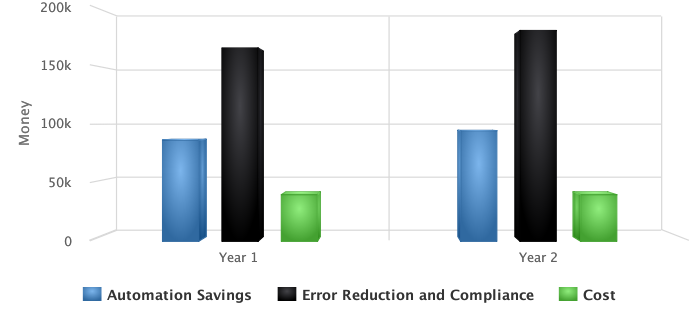 200k
150k
Money
100k
50k
0
Year 1 Year 2
Automation Savings Error Reduction and Compliance Cost